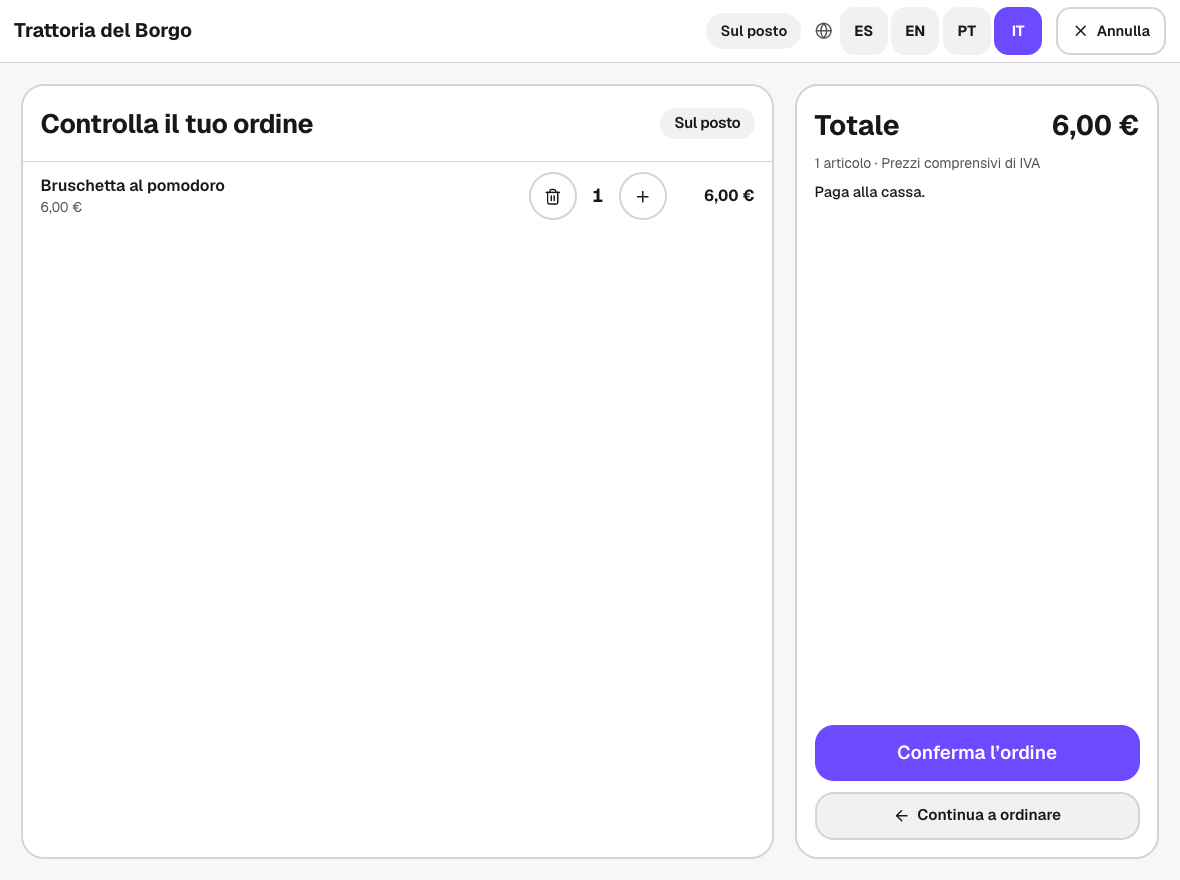 Trattoria del Borgo
Sul posto
ES
EN
PT
IT
Annulla
Controlla il tuo ordine
Sul posto
Bruschetta al pomodoro
6,00 €
1
6,00 €
Totale
6,00 €
1 articolo · Prezzi comprensivi di IVA
Paga alla cassa.
Conferma l’ordine
← Continua a ordinare